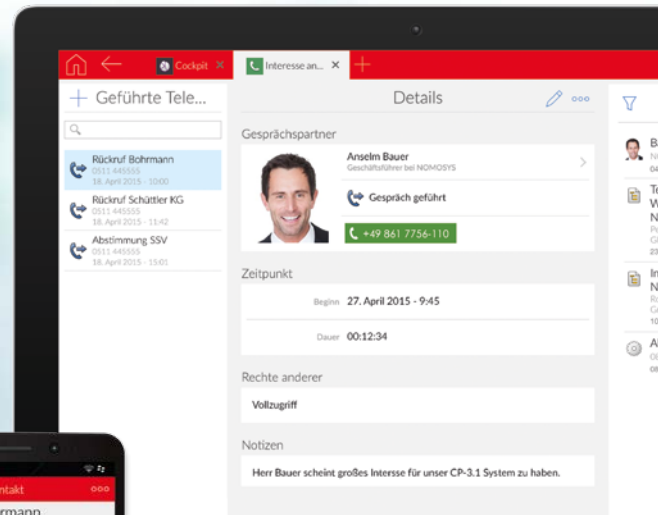 Cockpit
Interesse an...
Geführte Tele...
Details
Gesprächspartner
Rückruf Bohrmann
0511 445555
18. April 2015 - 10:00
Rückruf Schüttler KG
0511 445555
18. April 2015 - 11:42
Abstimmung SSV
0511 445555
18. April 2015 - 15:01
Anselm Bauer
Geschäftsführer bei NOMOSYS
Gespräch geführt
+49 861 7756-110
Zeitpunkt
Beginn 27. April 2015 - 9:45
Dauer 00:12:34
Rechte anderer
Vollzugriff
Notizen
Herr Bauer scheint großes Intersse für unser CP-3.1 System zu haben.
ntakt
rmann